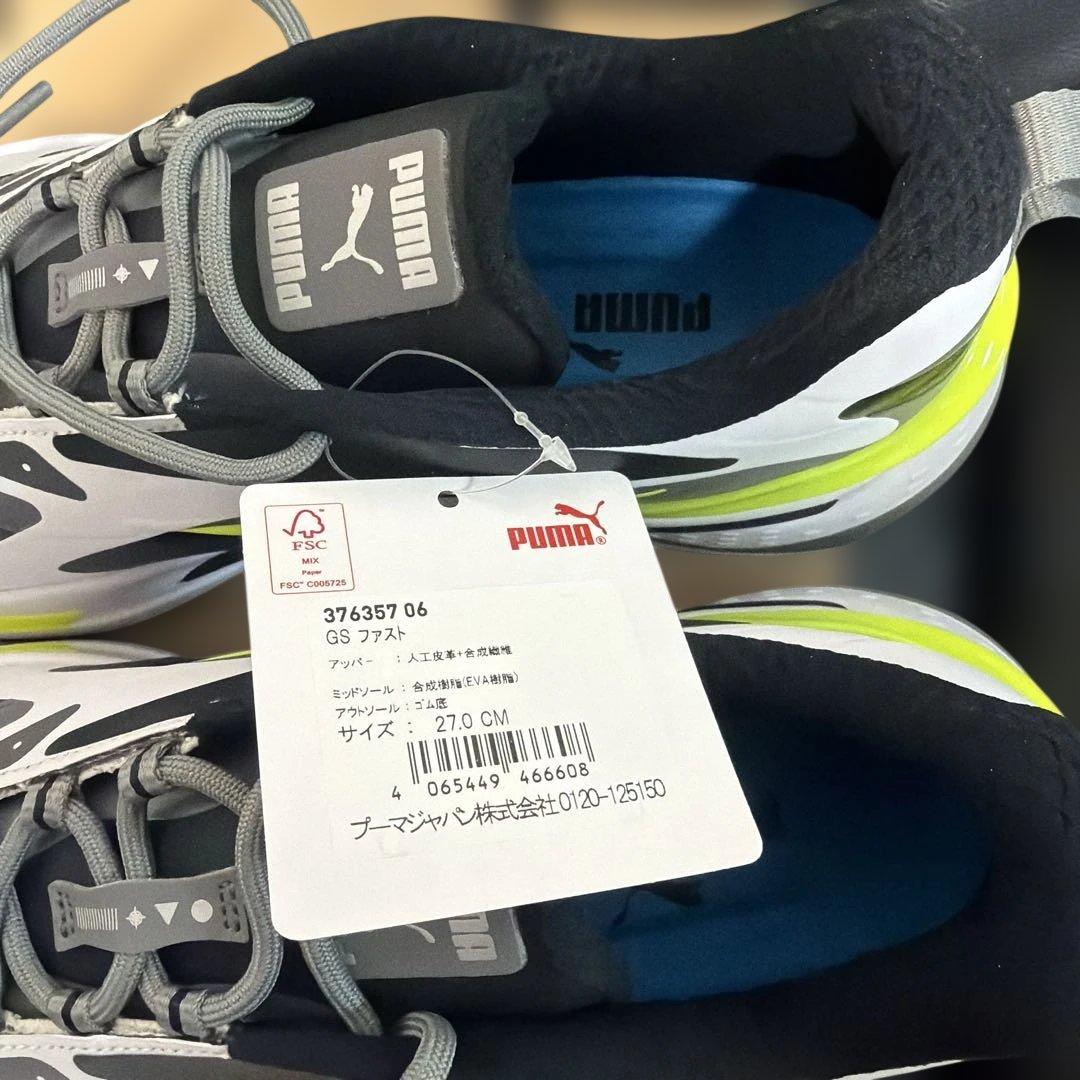 PUMA
PUMA
PUMA
FSC
MIX
Paper
FSC™ C005725
PUMA®
376357 06
GS ファスト
アッパー : 人工皮革+合成繊維
ミッドソール : 合成樹脂(EVA樹脂)
アウトソール : ゴム底
サイズ : 27.0 CM
4 065449 466608
プーマジャパン株式会社0120-125150
PUMA